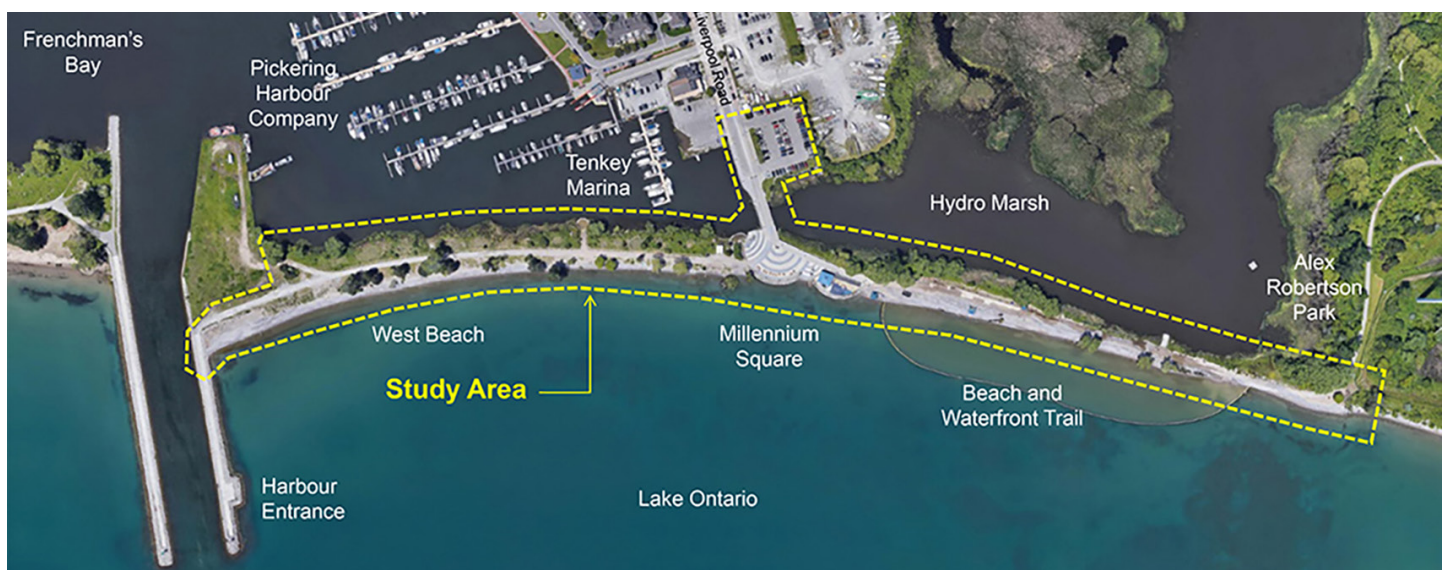 Frenchman's
Bay
Pickering
Harbour
Company
Liverpool Road
Tenkey
Marina
Hydro Marsh
Alex
Robertson
Park
West Beach
Millennium
Square
Study Area
Beach and
Waterfront Trail
Harbour
Entrance
Lake Ontario